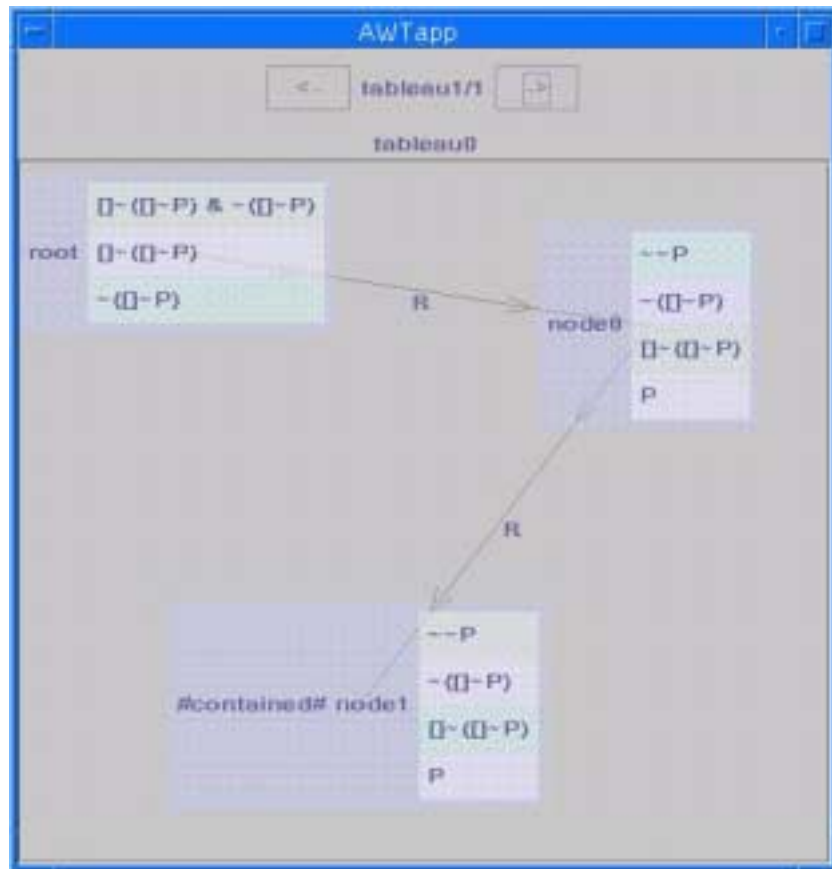 AWTapp
<- tableau1/1 ->
tableau0
[]~([]~P) & ~([]~P)
root []~([]~P)
~([]~P)
R
~~P
~([]~P)
node0
[]~([]~P)
P
R
~~P
~([]~P)
#contained# node1
[]~([]~P)
P